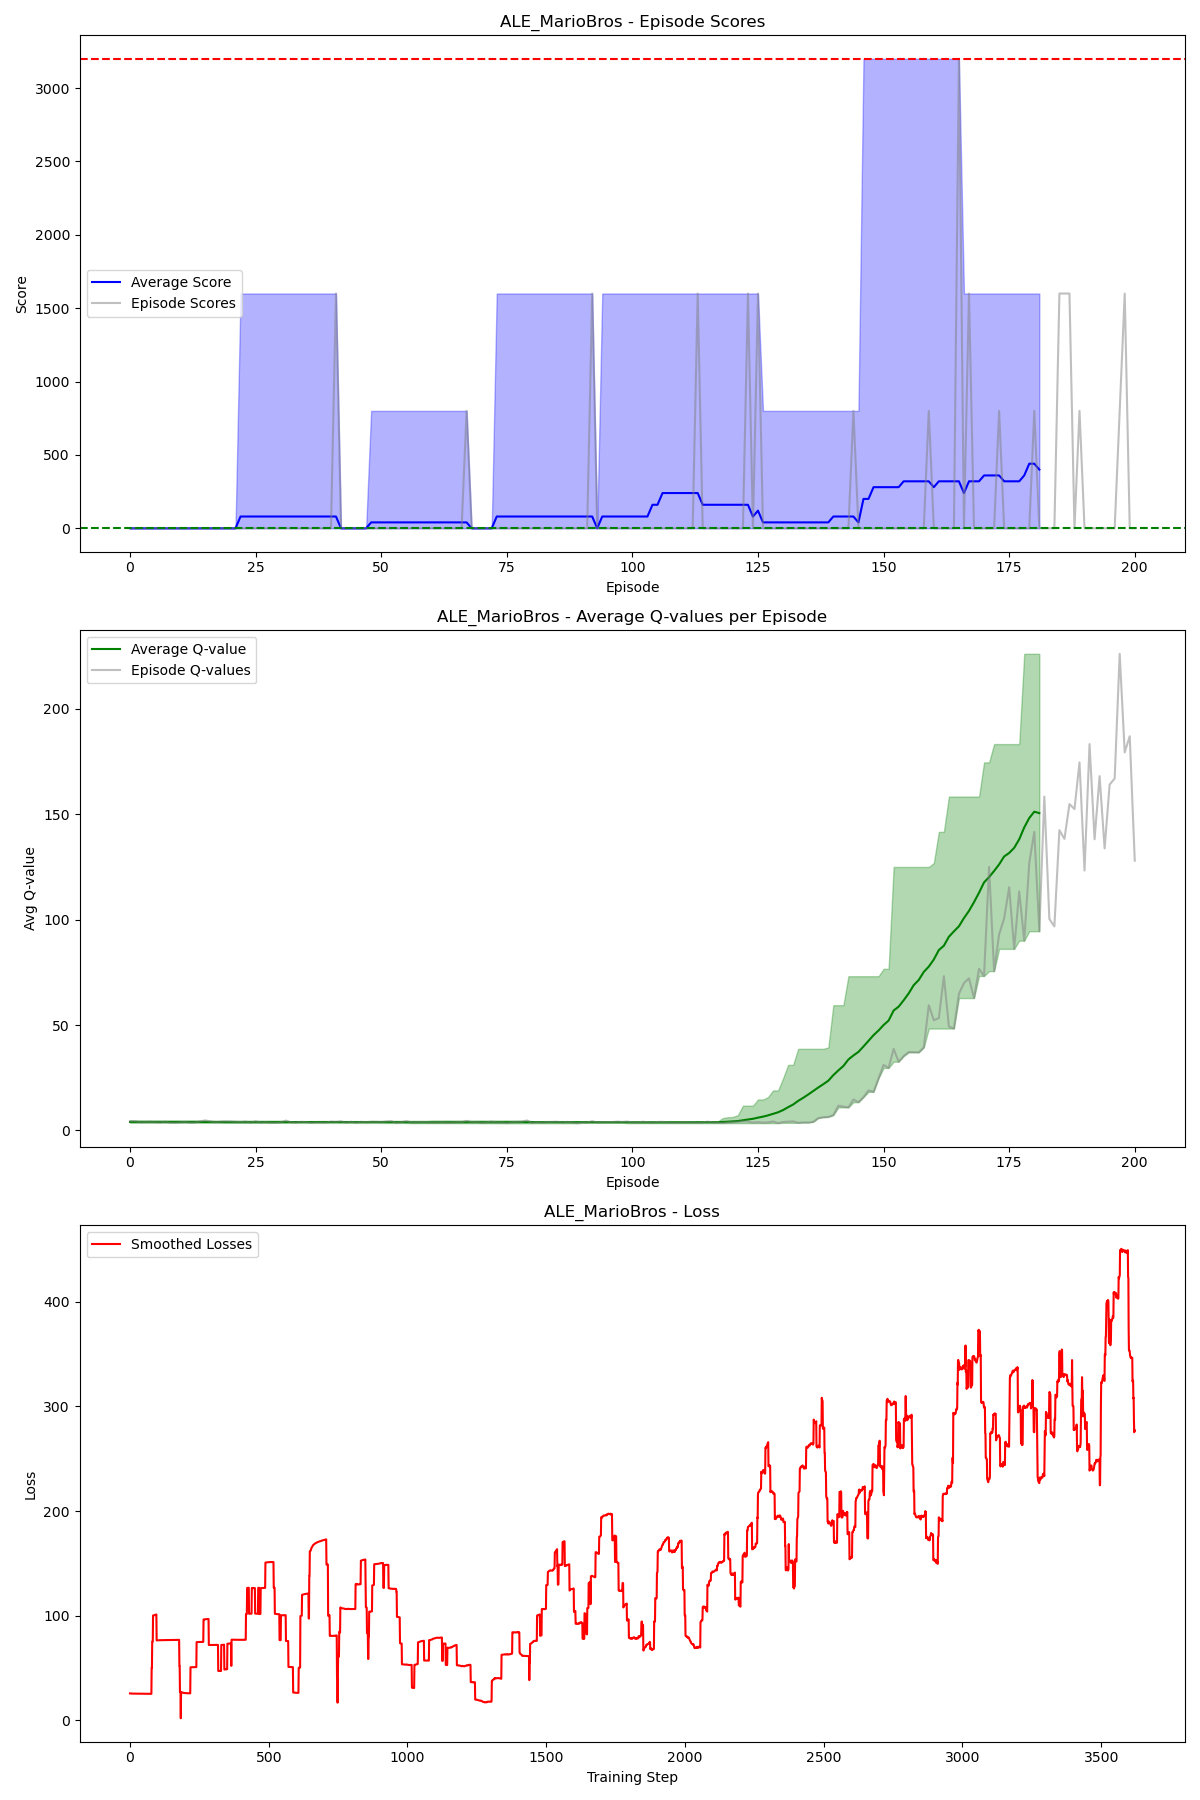 ALE_MarioBros - Episode Scores
Score
3000
2500
2000
1500
1000
500
0
Average Score
Episode Scores
0 25 50 75 100 125 150 175 200
Episode
ALE_MarioBros - Average Q-values per Episode
Avg Q-value
200
150
100
50
0
Average Q-value
Episode Q-values
0 25 50 75 100 125 150 175 200
Episode
ALE_MarioBros - Loss
Loss
400
300
200
100
0
Smoothed Losses
0 500 1000 1500 2000 2500 3000 3500
Training Step